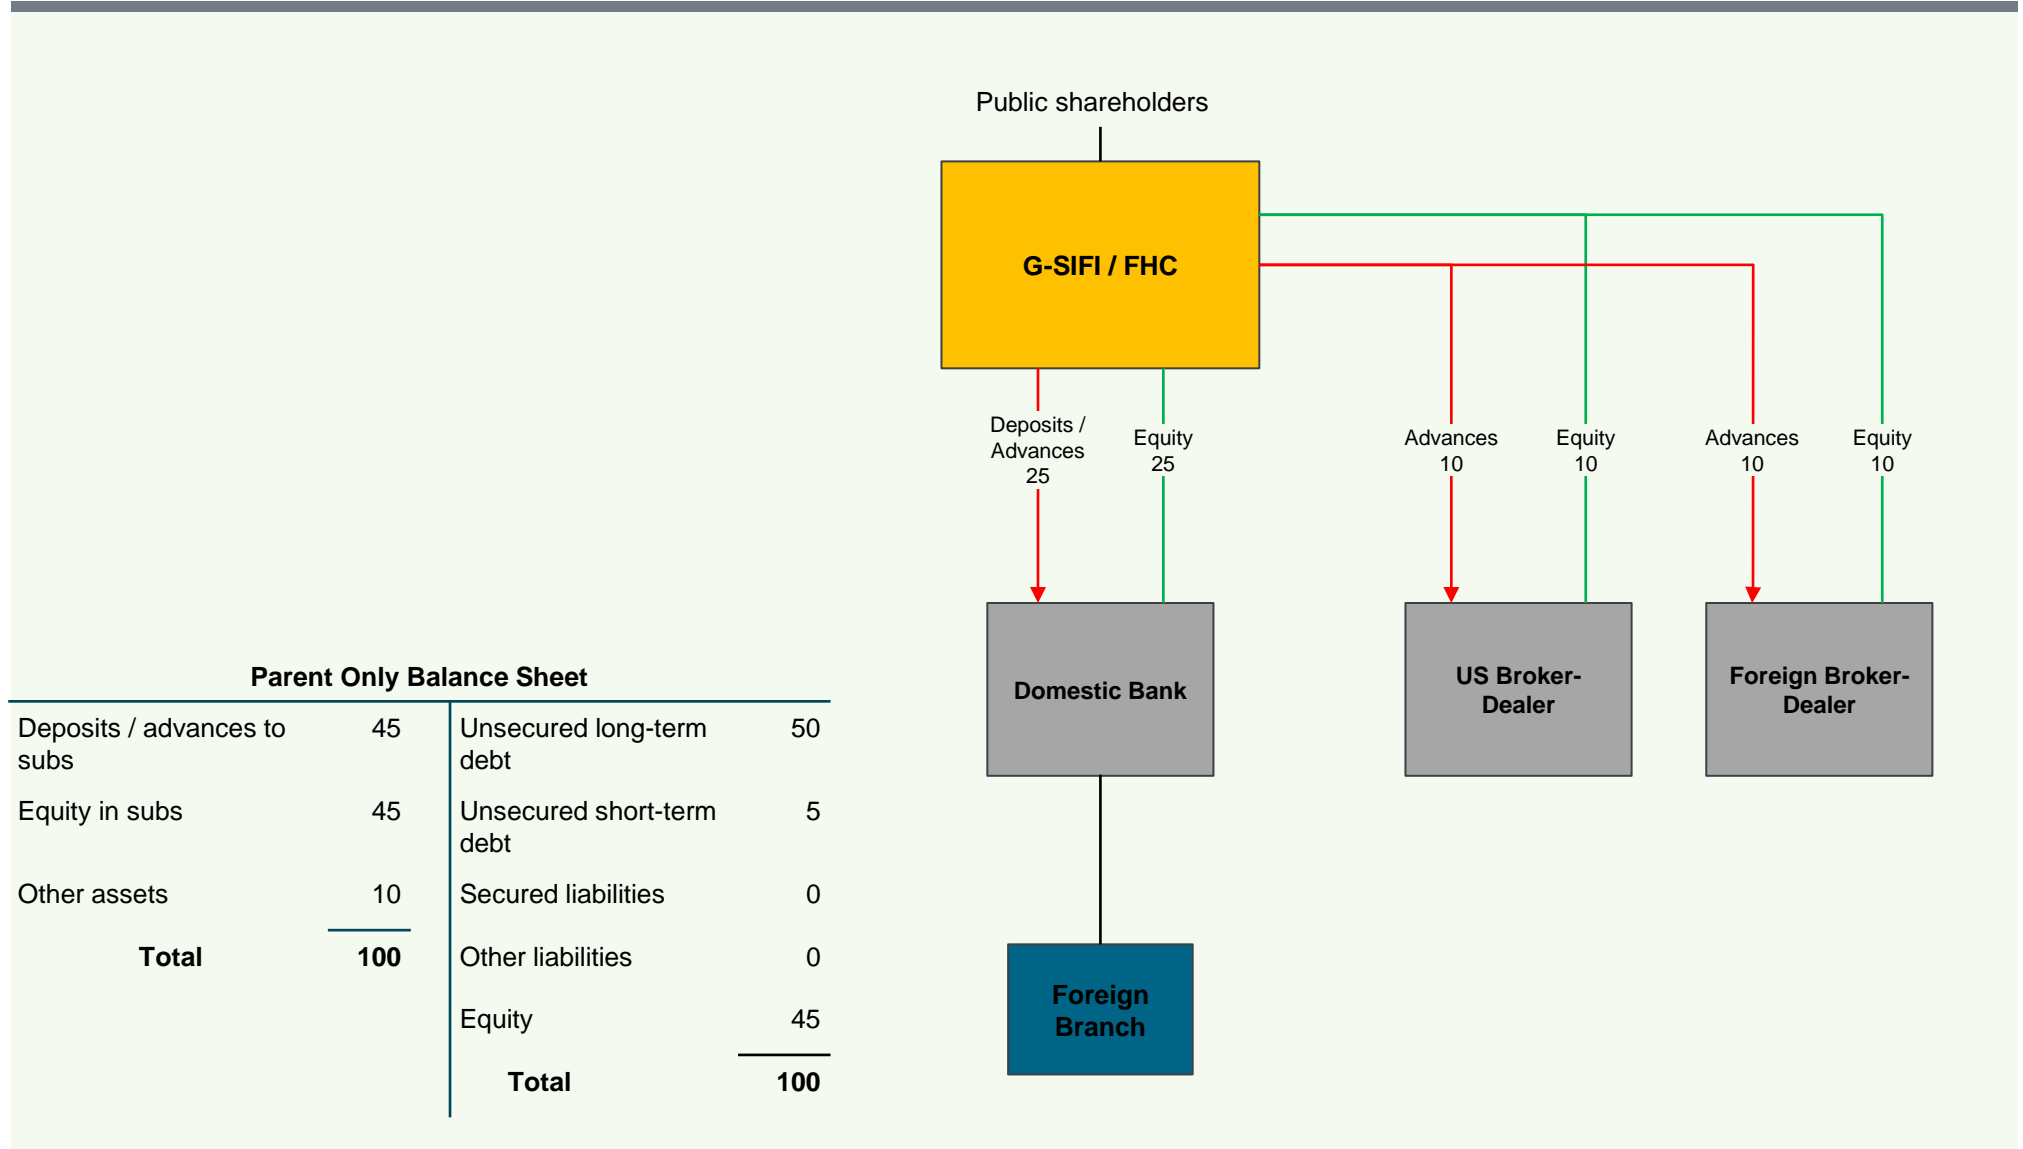 Public shareholders
G-SIFI / FHC
Deposits /
Advances
25
Equity
25
Advances
10
Equity
10
Advances
10
Equity
10
Domestic Bank
US Broker-
Dealer
Foreign Broker-
Dealer
Foreign
Branch
Parent Only Balance Sheet
Deposits / advances to 45 Unsecured long-term 50
subs debt
Equity in subs 45 Unsecured short-term 5
debt
Other assets 10 Secured liabilities 0
Total 100 Other liabilities 0
Equity 45
Total 100